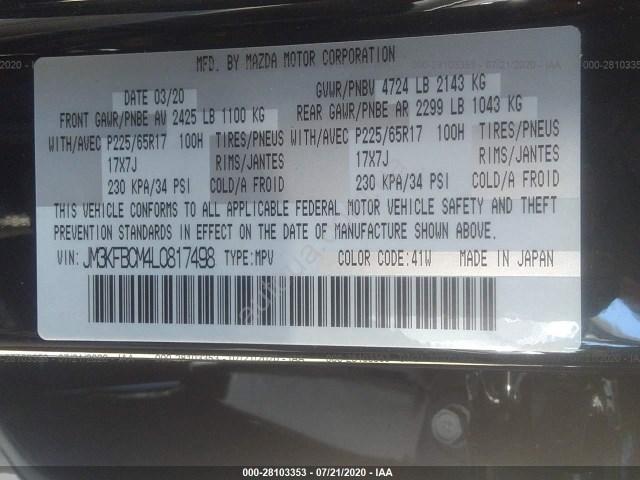 MFD. BY MAZDA MOTOR CORPORATION
DATE 03/20 GVWR/PNBV 4724 LB 2143 KG
FRONT GAWR/PNBE AV 2425 LB 1100 KG REAR GAWR/PNBE AR 2299 LB 1043 KG
WITH/AVEC P225/65R17 100H TIRES/PNEUS WITH/AVEC P225/65R17 100H TIRES/PNEUS
17X7J RIMS/JANTES 17X7J RIMS/JANTES
230 KPA/34 PSI COLD/A FROID 230 KPA/34 PSI COLD/A FROID
THIS VEHICLE CONFORMS TO ALL APPLICABLE FEDERAL MOTOR VEHICLE SAFETY AND THEFT
PREVENTION STANDARDS IN EFFECT ON THE DATE OF MANUFACTURE SHOWN ABOVE.
VIN: JM3KFBCM4L0817498 TYPE: MPV COLOR CODE: 41W MADE IN JAPAN
000-28103353 - 07/21/2020 - IAA